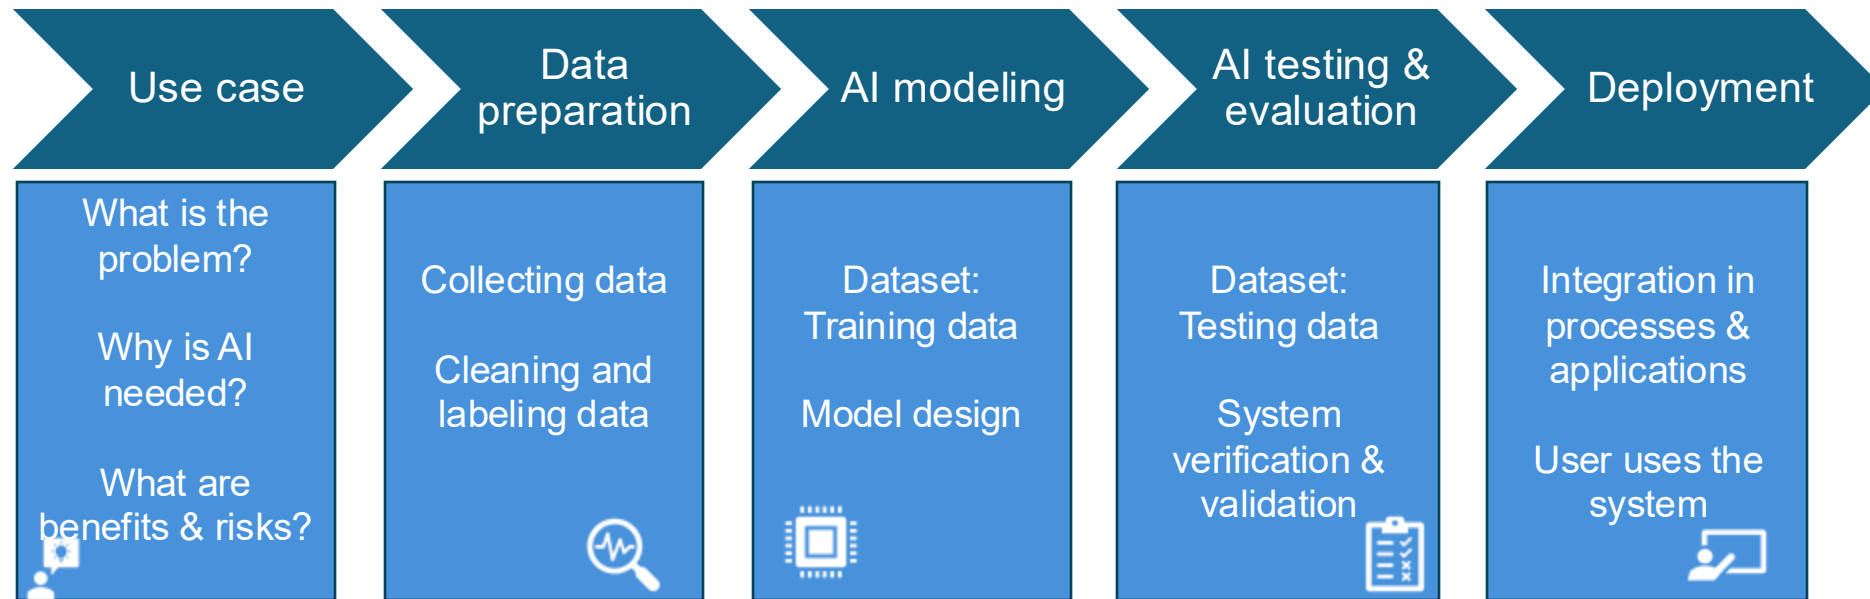 Use case
Data
preparation
AI modeling
AI testing &
evaluation
Deployment
What is the
problem?
Why is AI
needed?
What are
benefits & risks?
Collecting data
Cleaning and
labeling data
Dataset:
Training data
Model design
Dataset:
Testing data
System
verification &
validation
Integration in
processes &
applications
User uses the
system